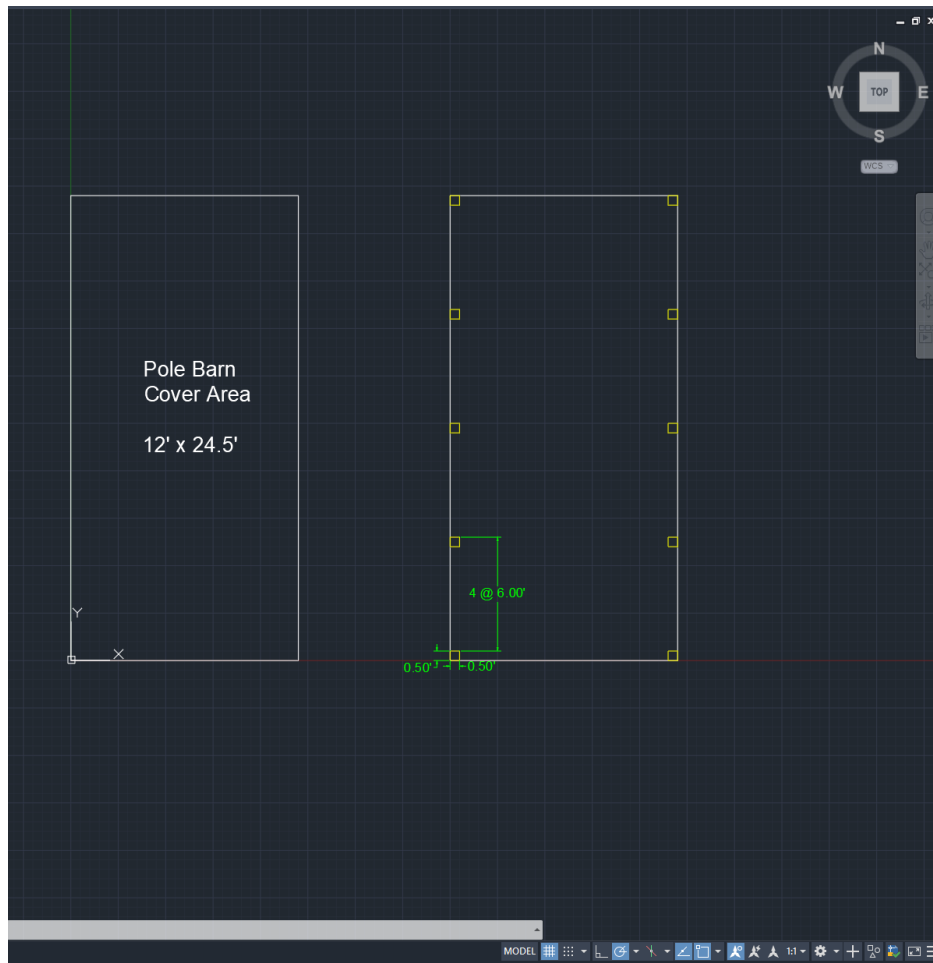 N
W
TOP
E
S
WCS
Pole Barn
Cover Area
12' x 24.5'
4 @ 6.00'
Y
X
0.50'
0.50'
MODEL
1:1